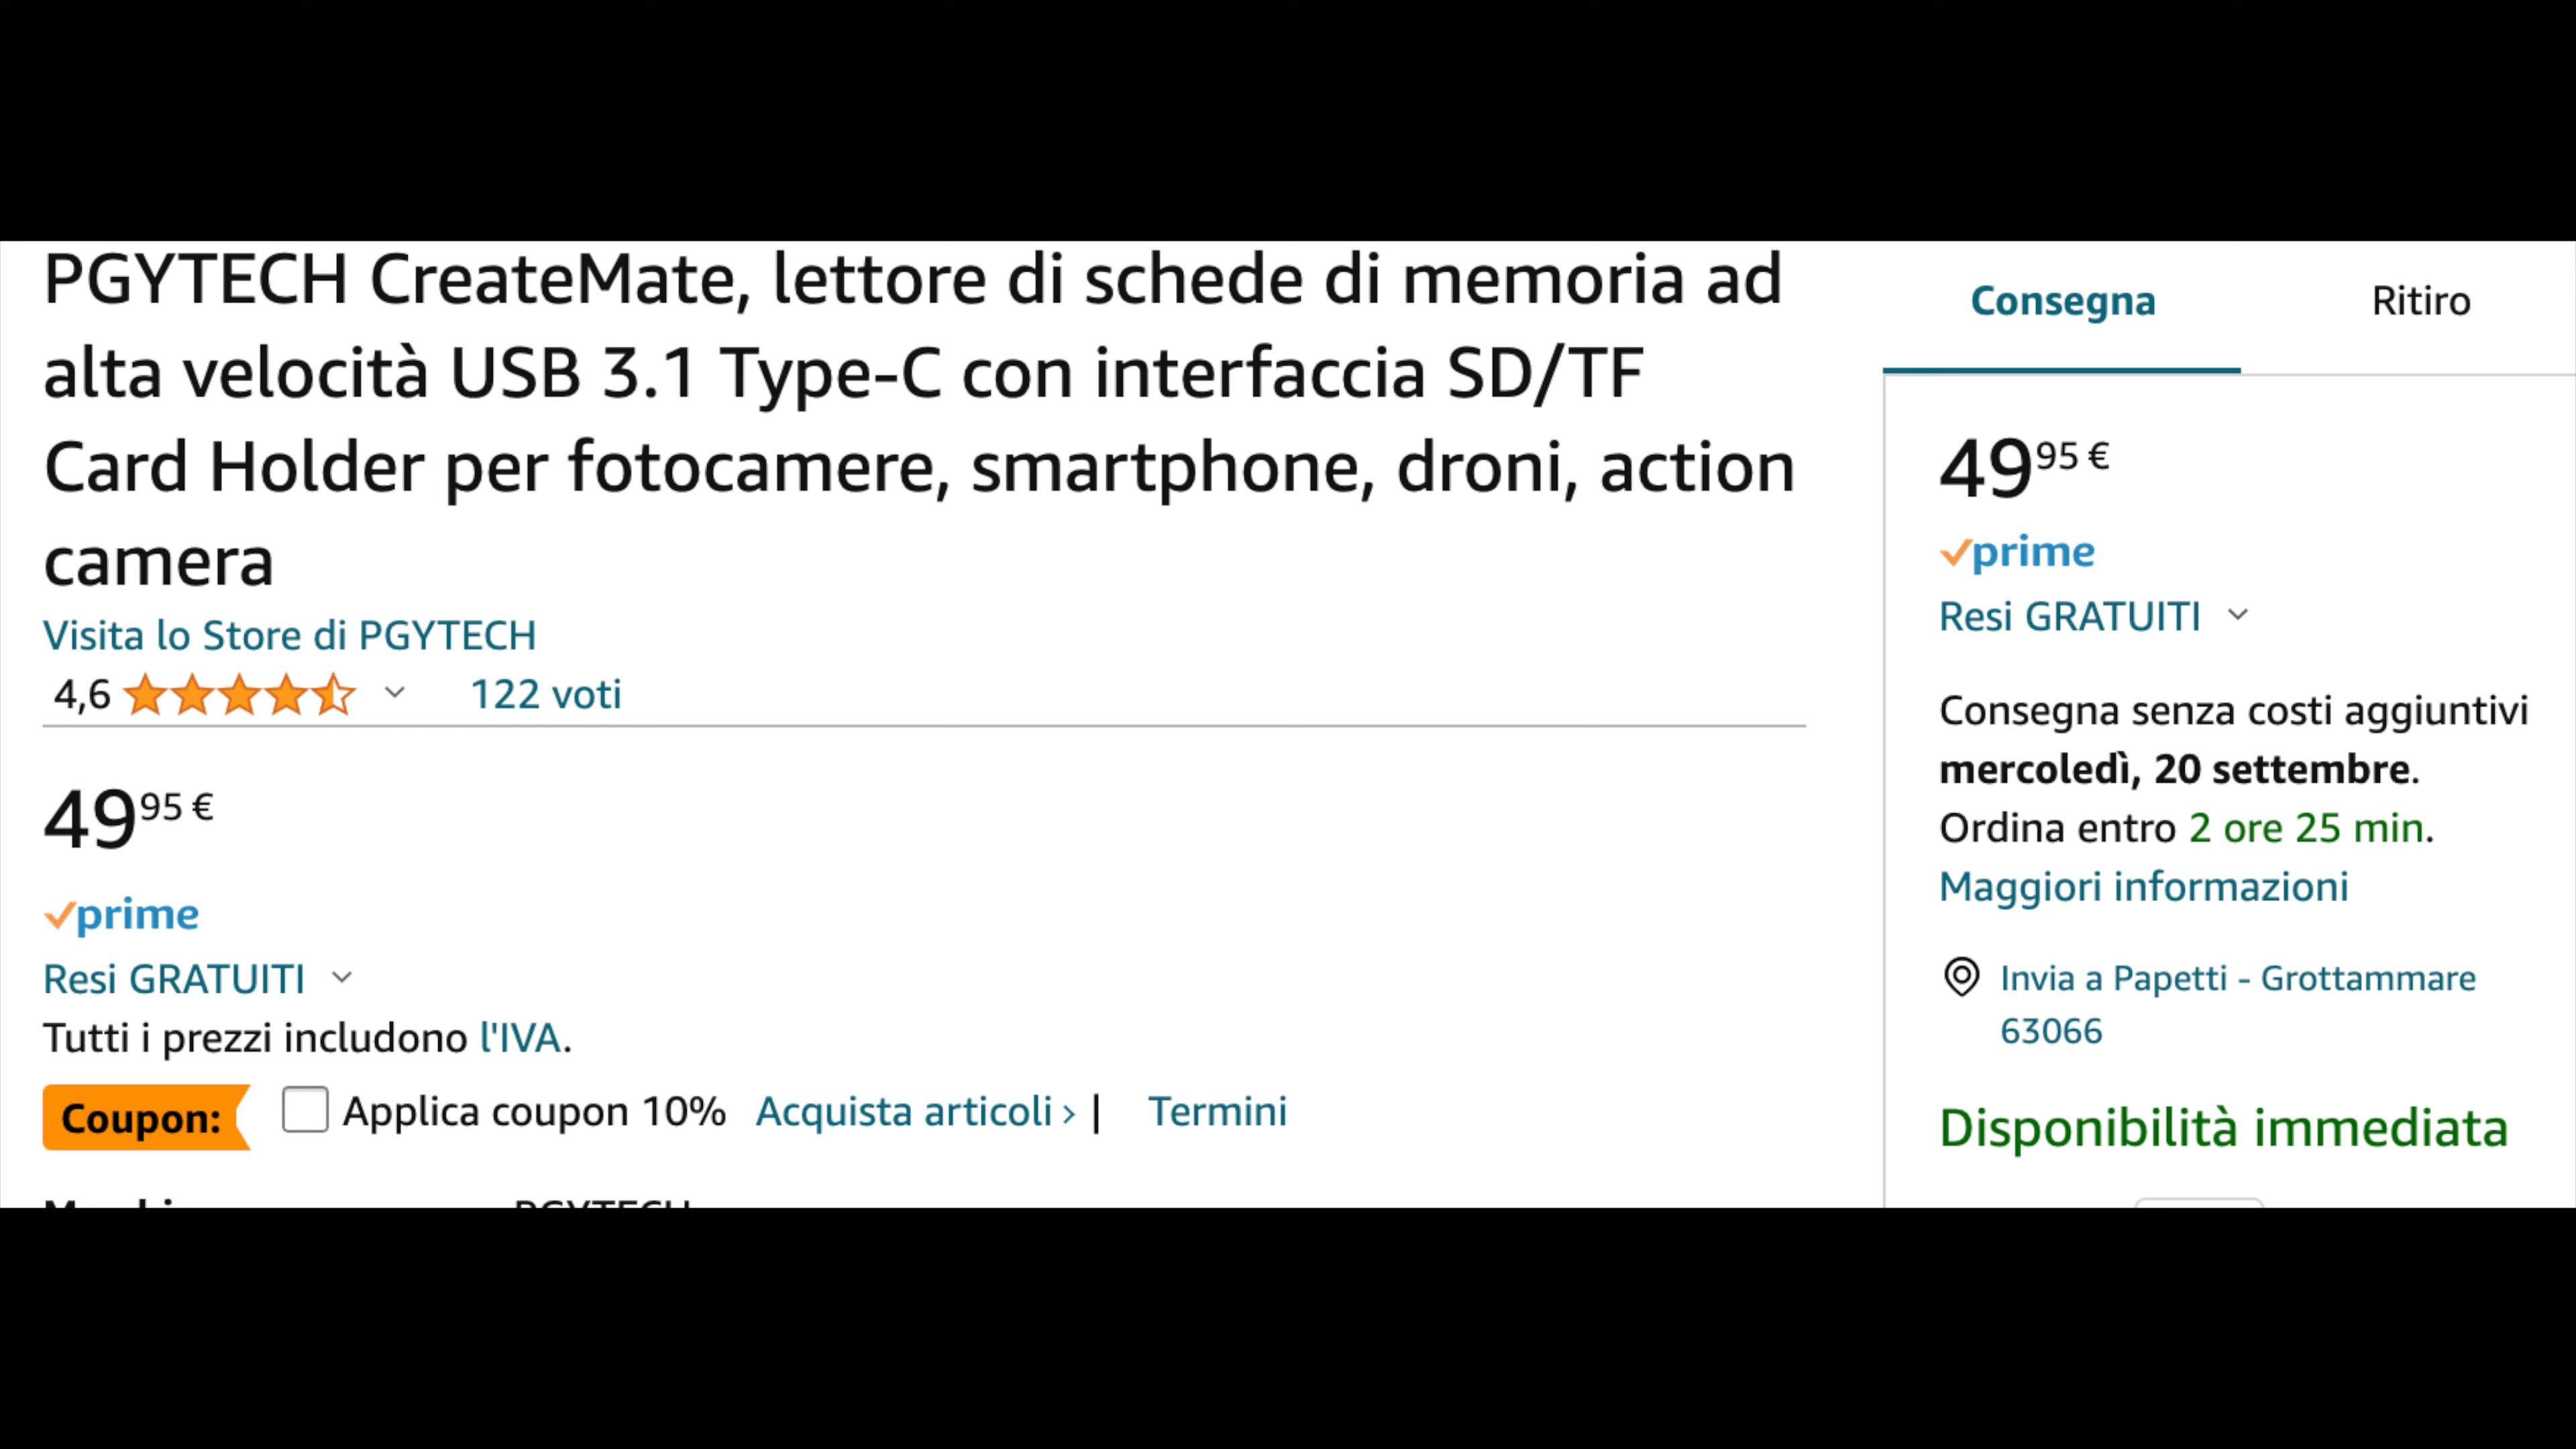 PGYTECH CreateMate, lettore di schede di memoria ad
alta velocità USB 3.1 Type-C con interfaccia SD/TF
Card Holder per fotocamere, smartphone, droni, action
camera
Visita lo Store di PGYTECH
4,6 122 voti
49 95 €
prime
Resi GRATUITI
Tutti i prezzi includono l'IVA.
Coupon: Applica coupon 10% Acquista articoli › | Termini
PGYTECH
Consegna Ritiro
49 95 €
prime
Resi GRATUITI
Consegna senza costi aggiuntivi
mercoledì, 20 settembre.
Ordina entro 2 ore 25 min.
Maggiori informazioni
Invia a Papetti - Grottammare
63066
Disponibilità immediata